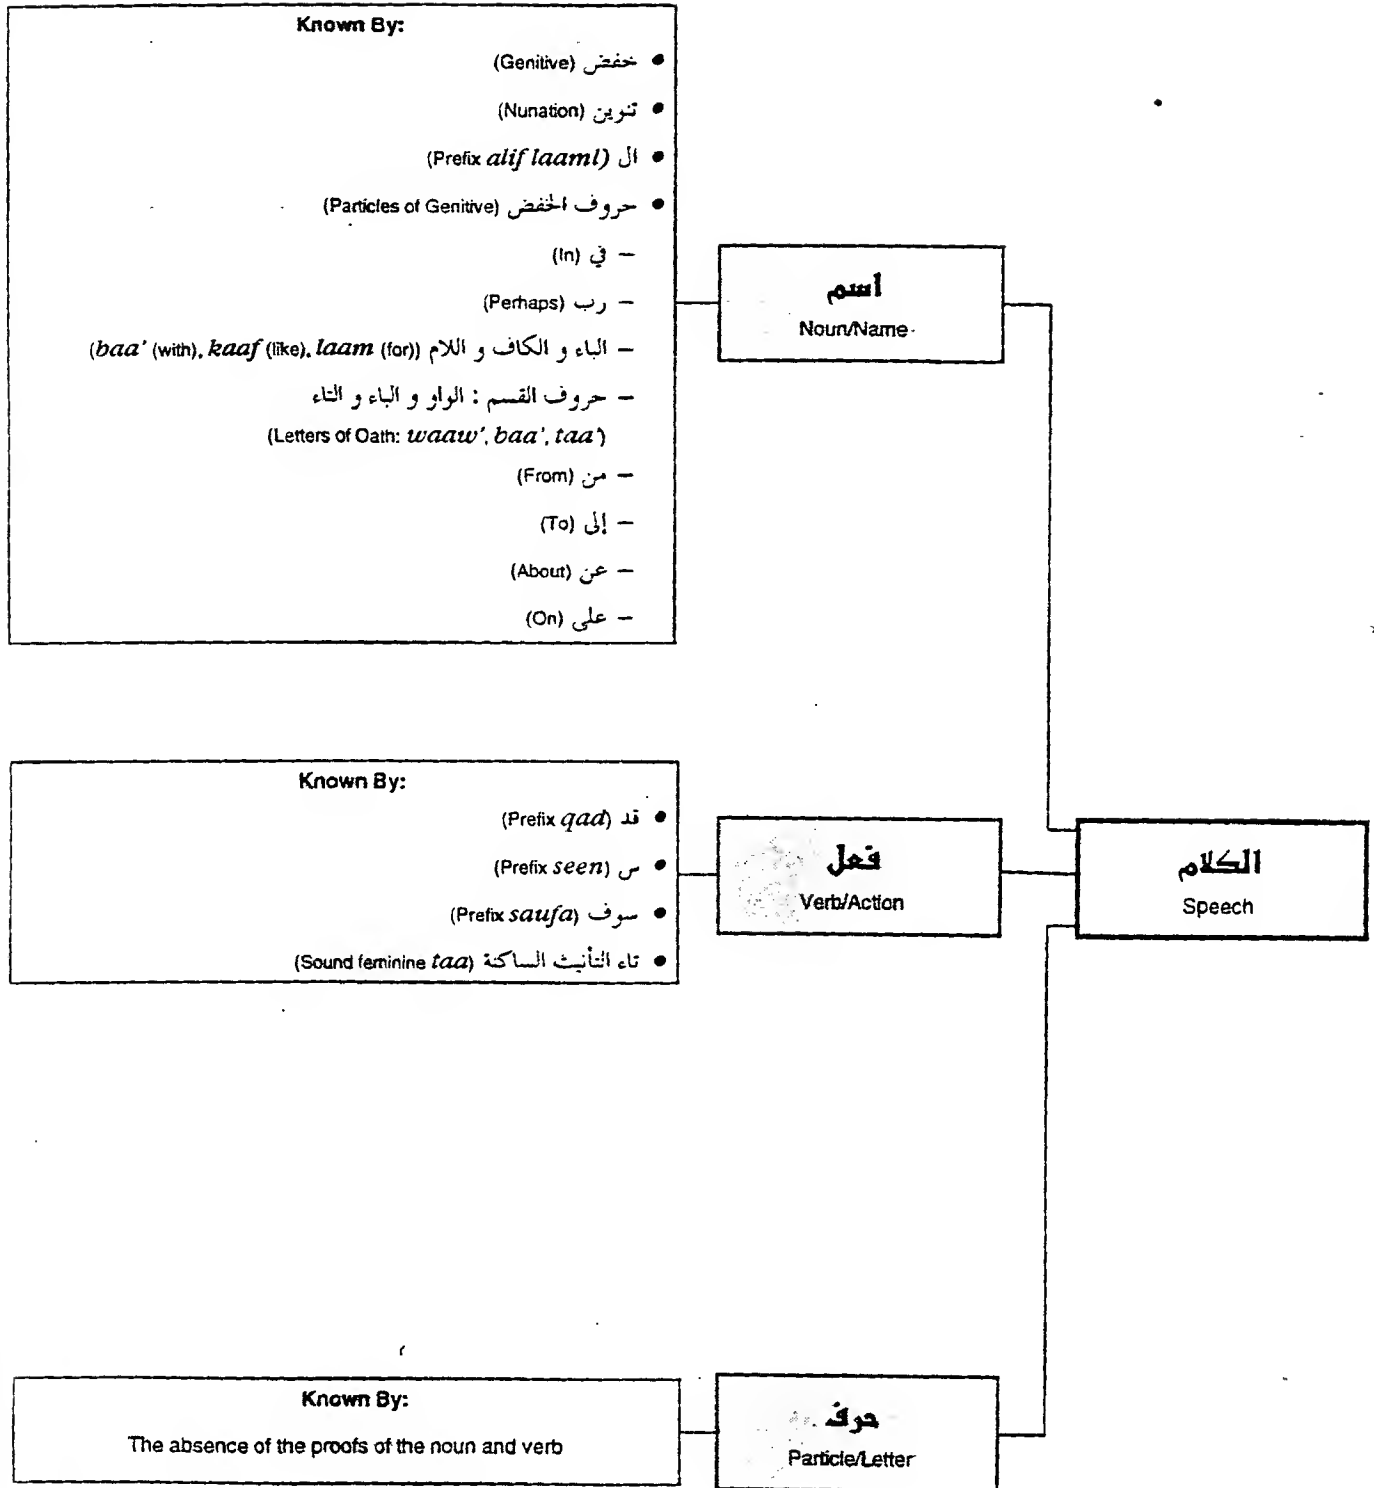 Known By:
• خفض (Genitive)
• تنوين (Nunation)
• ال (Prefix alif laaml)
• حروف الخفض (Particles of Genitive)
– في (In)
– رب (Perhaps)
– الباء و الكاف و اللام (baa' (with), kaaf (like), laam (for))
– حروف القسم : الواو و الباء و التاء
(Letters of Oath: waaw', baa', taa')
– من (From)
– إلى (To)
– عن (About)
– على (On)
اسم
Noun/Name
Known By:
• قد (Prefix qad)
• س (Prefix seen)
• سوف (Prefix saufa)
• تاء التأنيث الساكنة (Sound feminine taa)
فعل
Verb/Action
الكلام
Speech
Known By:
The absence of the proofs of the noun and verb
حرف
Particle/Letter